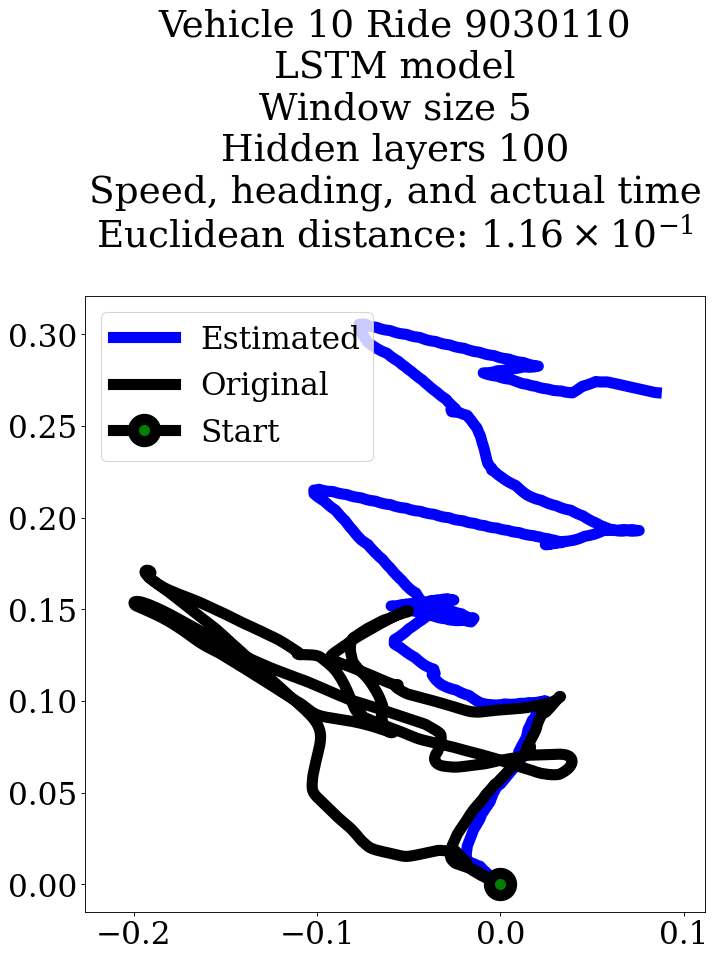 Vehicle 10 Ride 9030110
LSTM model
Window size 5
Hidden layers 100
Speed, heading, and actual time
Euclidean distance: 1.16 × 10⁻¹
Estimated
Original
Start
0.30
0.25
0.20
0.15
0.10
0.05
0.00
−0.2 −0.1 0.0 0.1